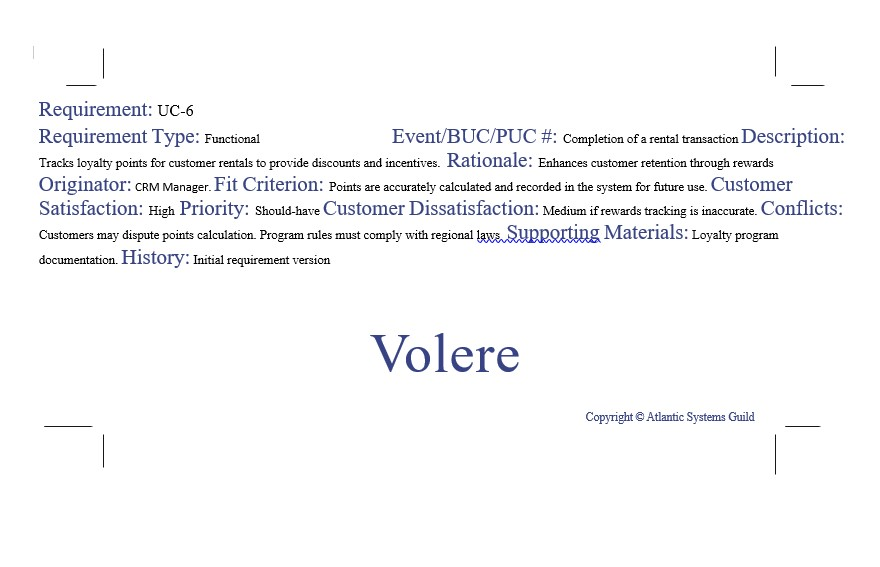 Requirement: UC-6
Requirement Type: Functional Event/BUC/PUC #: Completion of a rental transaction Description:
Tracks loyalty points for customer rentals to provide discounts and incentives. Rationale: Enhances customer retention through rewards
Originator: CRM Manager. Fit Criterion: Points are accurately calculated and recorded in the system for future use. Customer
Satisfaction: High Priority: Should-have Customer Dissatisfaction: Medium if rewards tracking is inaccurate. Conflicts:
Customers may dispute points calculation. Program rules must comply with regional laws. Supporting Materials: Loyalty program
documentation. History: Initial requirement version
Volere
Copyright © Atlantic Systems Guild